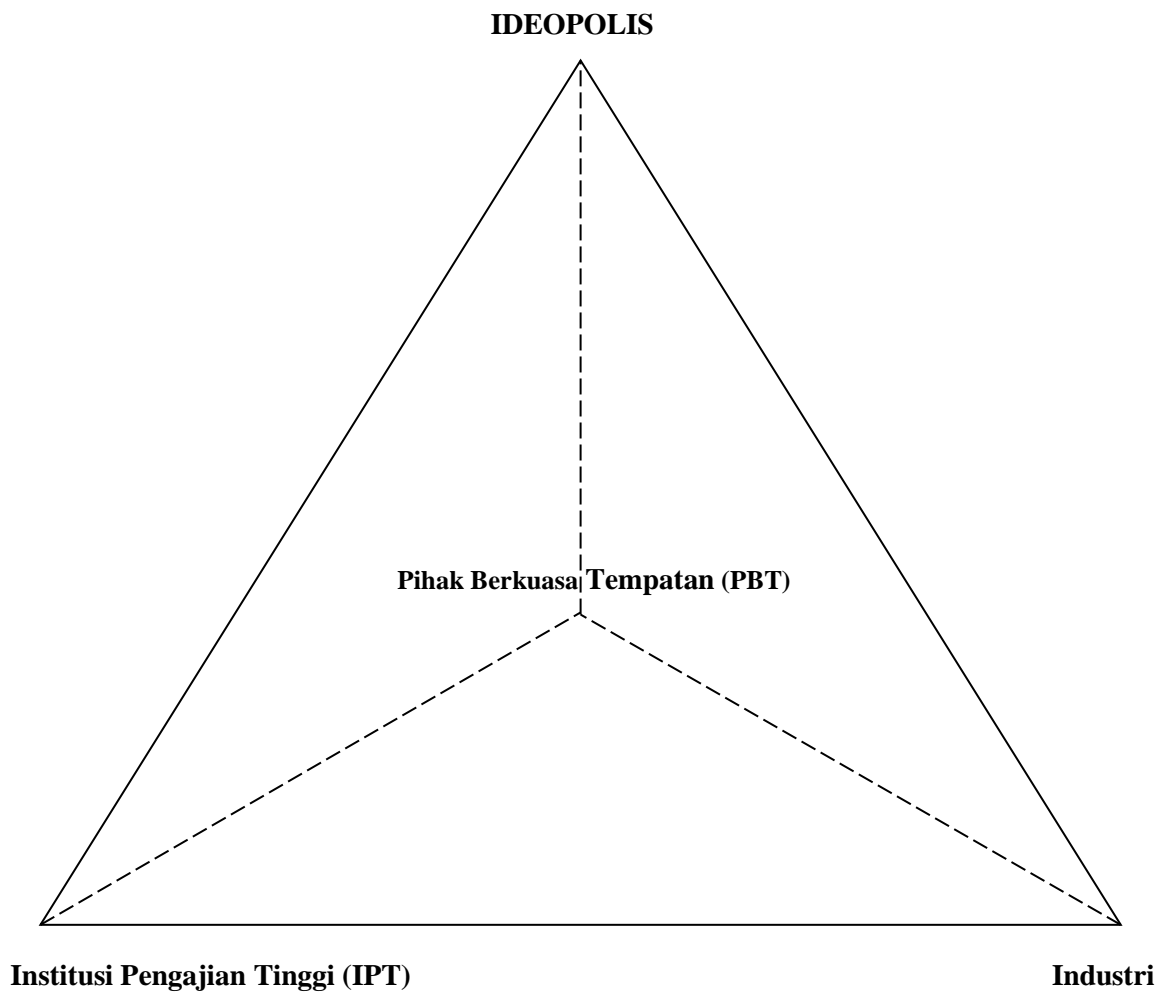 IDEOPOLIS
Pihak Berkuasa Tempatan (PBT)
Institusi Pengajian Tinggi (IPT)
Industri